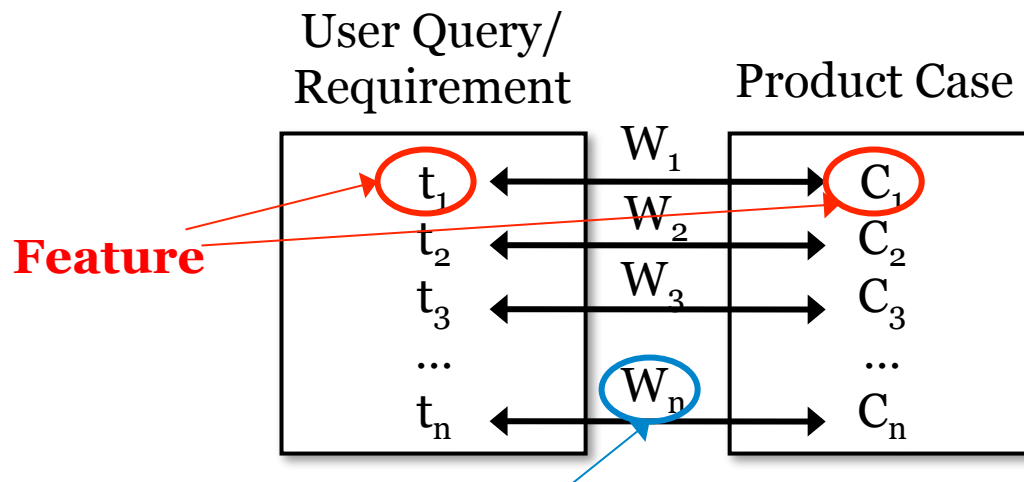 User Query/
Requirement
Product Case
W₁
t₁ C₁
Feature
W₂
t₂ C₂
W₃
t₃ C₃
... ...
Wₙ
tₙ Cₙ